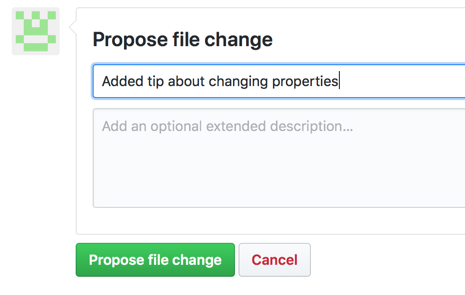 Propose file change
Added tip about changing properties
Add an optional extended description...
Propose file change
Cancel